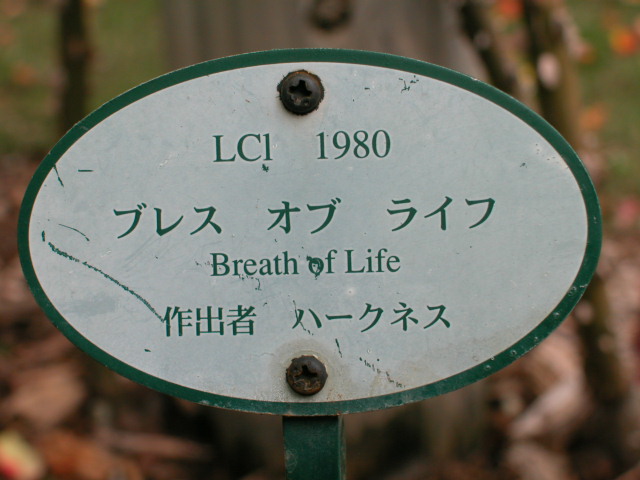 LCl 1980
ブレス オブ ライフ
Breath of Life
作出者 ハークネス